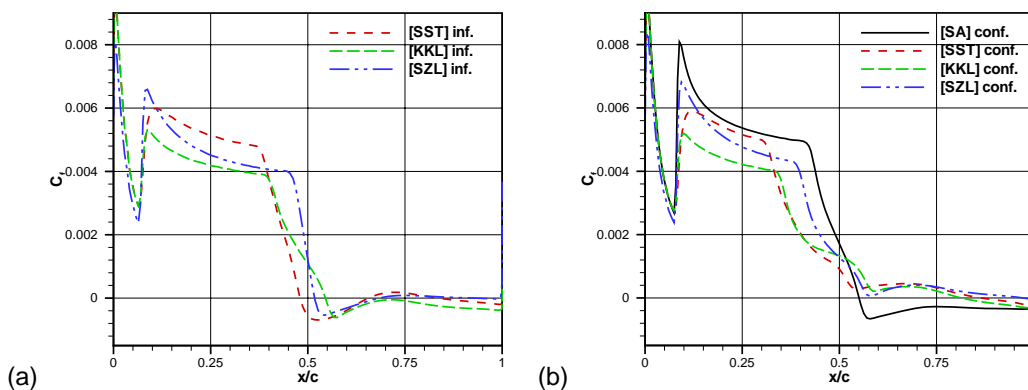 [SST] inf.
[KKL] inf.
[SZL] inf.
0.008
0.006
0.004
0.002
0
Cf
0
0.25
0.5
0.75
1
x/c
(a)
[SA] conf.
[SST] conf.
[KKL] conf.
[SZL] conf.
0.008
0.006
0.004
0.002
0
Cf
0
0.25
0.5
0.75
x/c
(b)